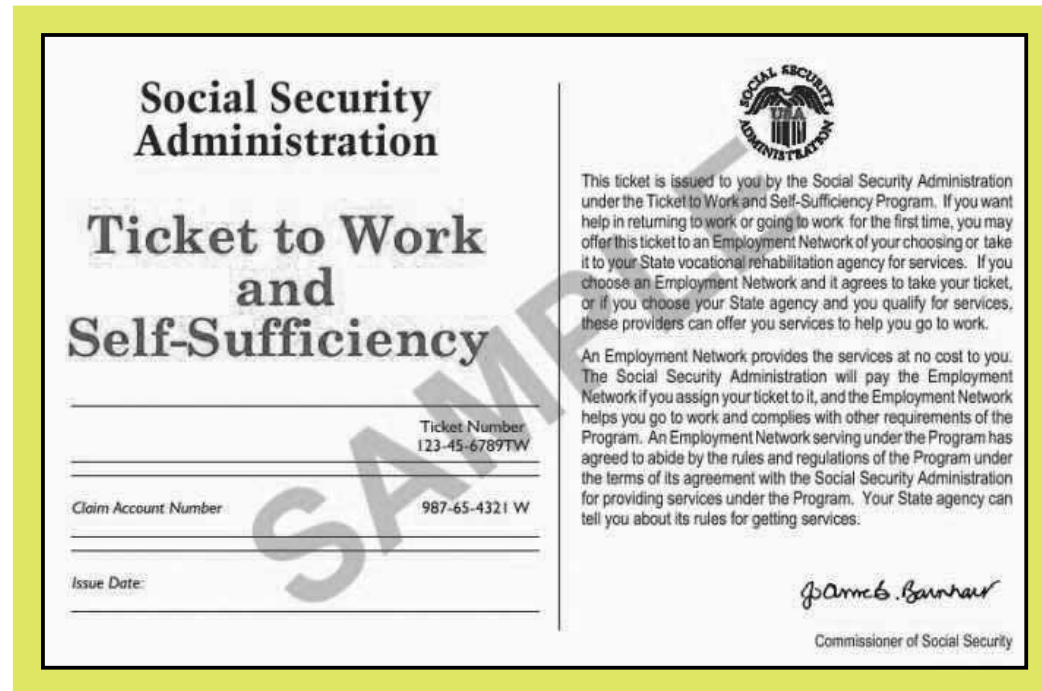 Social Security
Administration
Ticket to Work
and
Self-Sufficiency
Ticket Number
123-45-6789TW
Claim Account Number 987-65-4321 W
Issue Date:
SOCIAL SECURITY ADMINISTRATION
USA
This ticket is issued to you by the Social Security Administration
under the Ticket to Work and Self-Sufficiency Program. If you want
help in returning to work or going to work for the first time, you may
offer this ticket to an Employment Network of your choosing or take
it to your State vocational rehabilitation agency for services. If you
choose an Employment Network and it agrees to take your ticket,
or if you choose your State agency and you qualify for services,
these providers can offer you services to help you go to work.
An Employment Network provides the services at no cost to you.
The Social Security Administration will pay the Employment
Network if you assign your ticket to it, and the Employment Network
helps you go to work and complies with other requirements of the
Program. An Employment Network serving under the Program has
agreed to abide by the rules and regulations of the Program under
the terms of its agreement with the Social Security Administration
for providing services under the Program. Your State agency can
tell you about its rules for getting services.
Commissioner of Social Security
SAMPLE